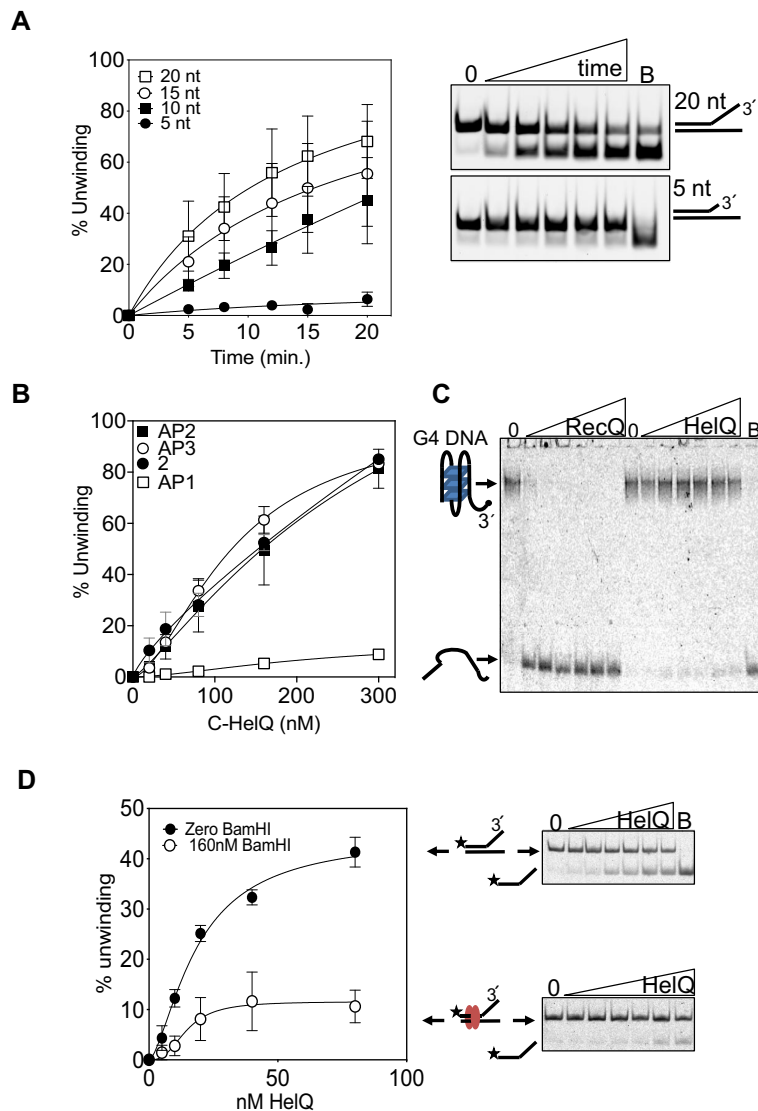 A
% Unwinding
100
80
60
40
20
0
20 nt
15 nt
10 nt
5 nt
0 5 10 15 20
Time (min.)
0 time B
20 nt
3´
5 nt
3´
B
% Unwinding
100
80
60
40
20
0
AP2
AP3
2
AP1
0 100 200 300
C-HelQ (nM)
C
0 RecQ 0 HelQ B
G4 DNA
3´
D
% unwinding
50
40
30
20
10
0
Zero BamHI
160nM BamHI
0 50 100
nM HelQ
3´
0 HelQ B
3´
0 HelQ